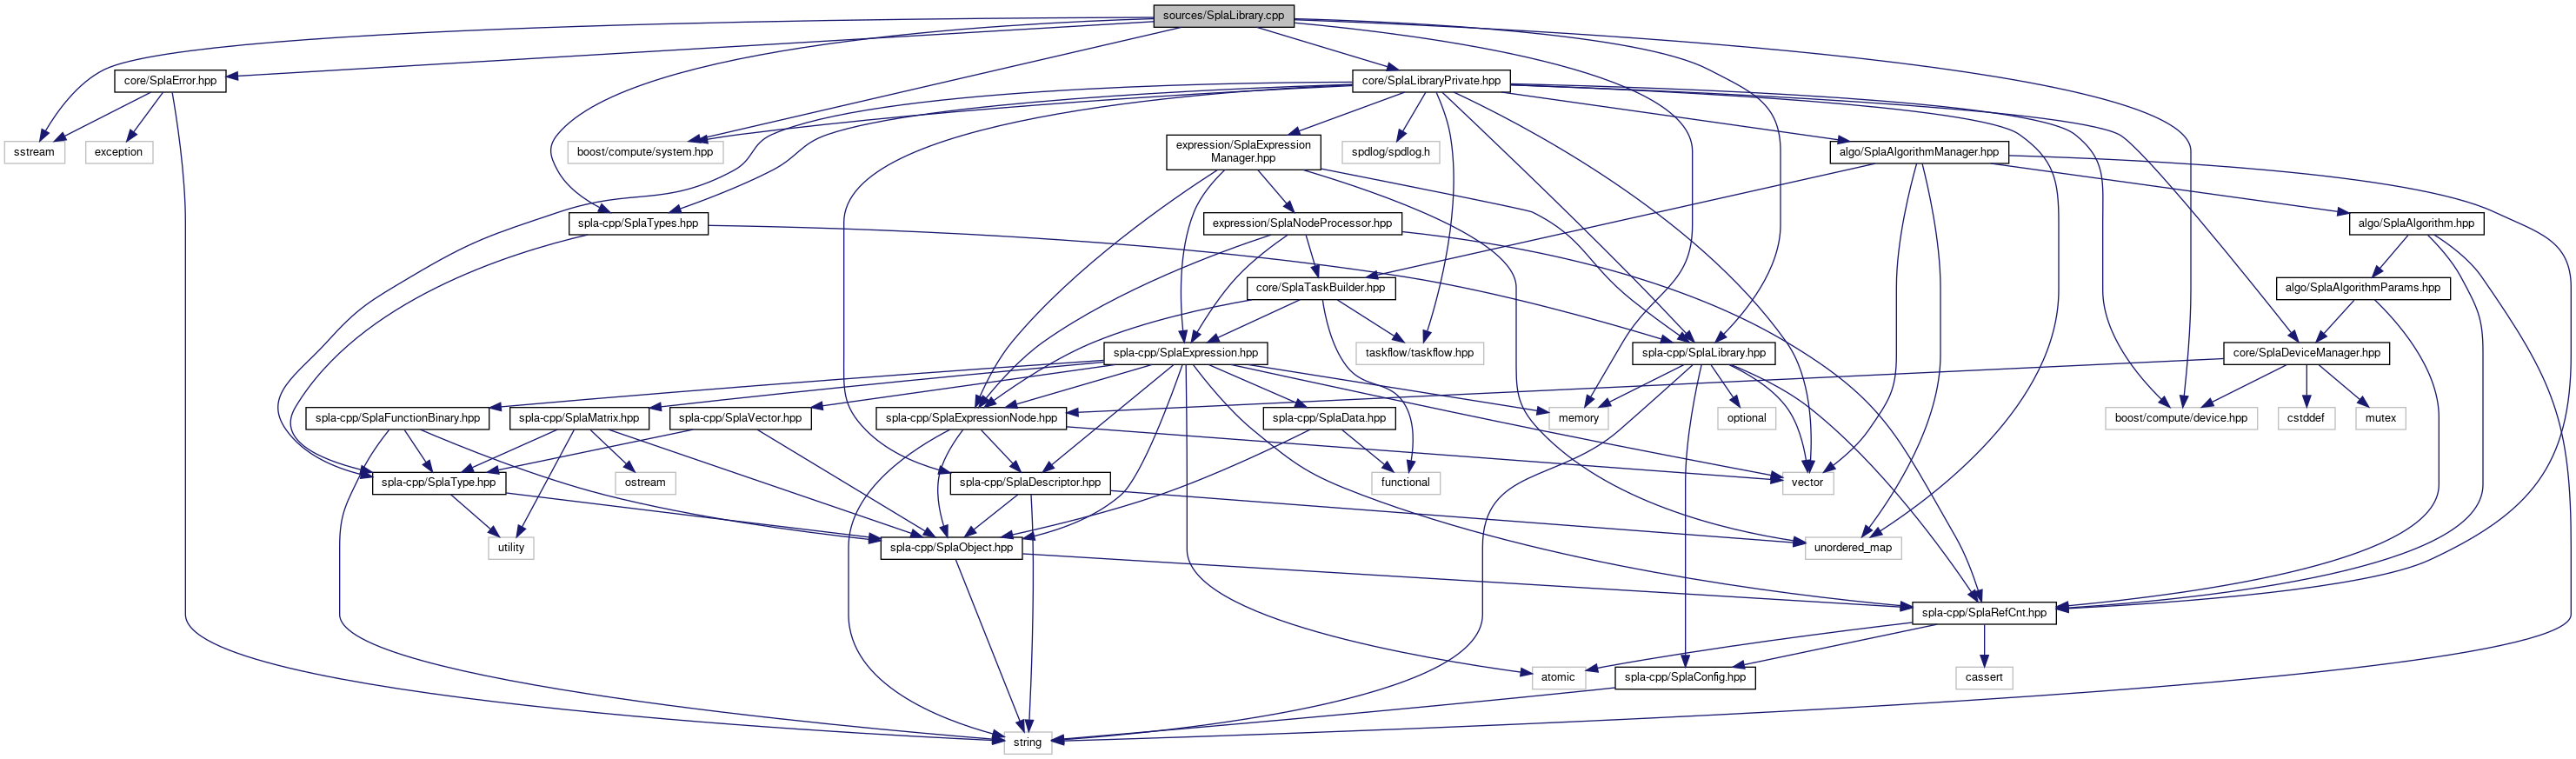 sources/SplaLibrary.cpp
core/SplaError.hpp
core/SplaLibraryPrivate.hpp
sstream
exception
boost/compute/system.hpp
expression/SplaExpression
Manager.hpp
spdlog/spdlog.h
algo/SplaAlgorithmManager.hpp
spla-cpp/SplaTypes.hpp
expression/SplaNodeProcessor.hpp
algo/SplaAlgorithm.hpp
core/SplaTaskBuilder.hpp
algo/SplaAlgorithmParams.hpp
spla-cpp/SplaExpression.hpp
taskflow/taskflow.hpp
spla-cpp/SplaLibrary.hpp
core/SplaDeviceManager.hpp
spla-cpp/SplaFunctionBinary.hpp
spla-cpp/SplaMatrix.hpp
spla-cpp/SplaVector.hpp
spla-cpp/SplaExpressionNode.hpp
spla-cpp/SplaData.hpp
memory
optional
boost/compute/device.hpp
cstddef
mutex
spla-cpp/SplaType.hpp
ostream
spla-cpp/SplaDescriptor.hpp
functional
vector
utility
spla-cpp/SplaObject.hpp
unordered_map
spla-cpp/SplaRefCnt.hpp
atomic
spla-cpp/SplaConfig.hpp
cassert
string